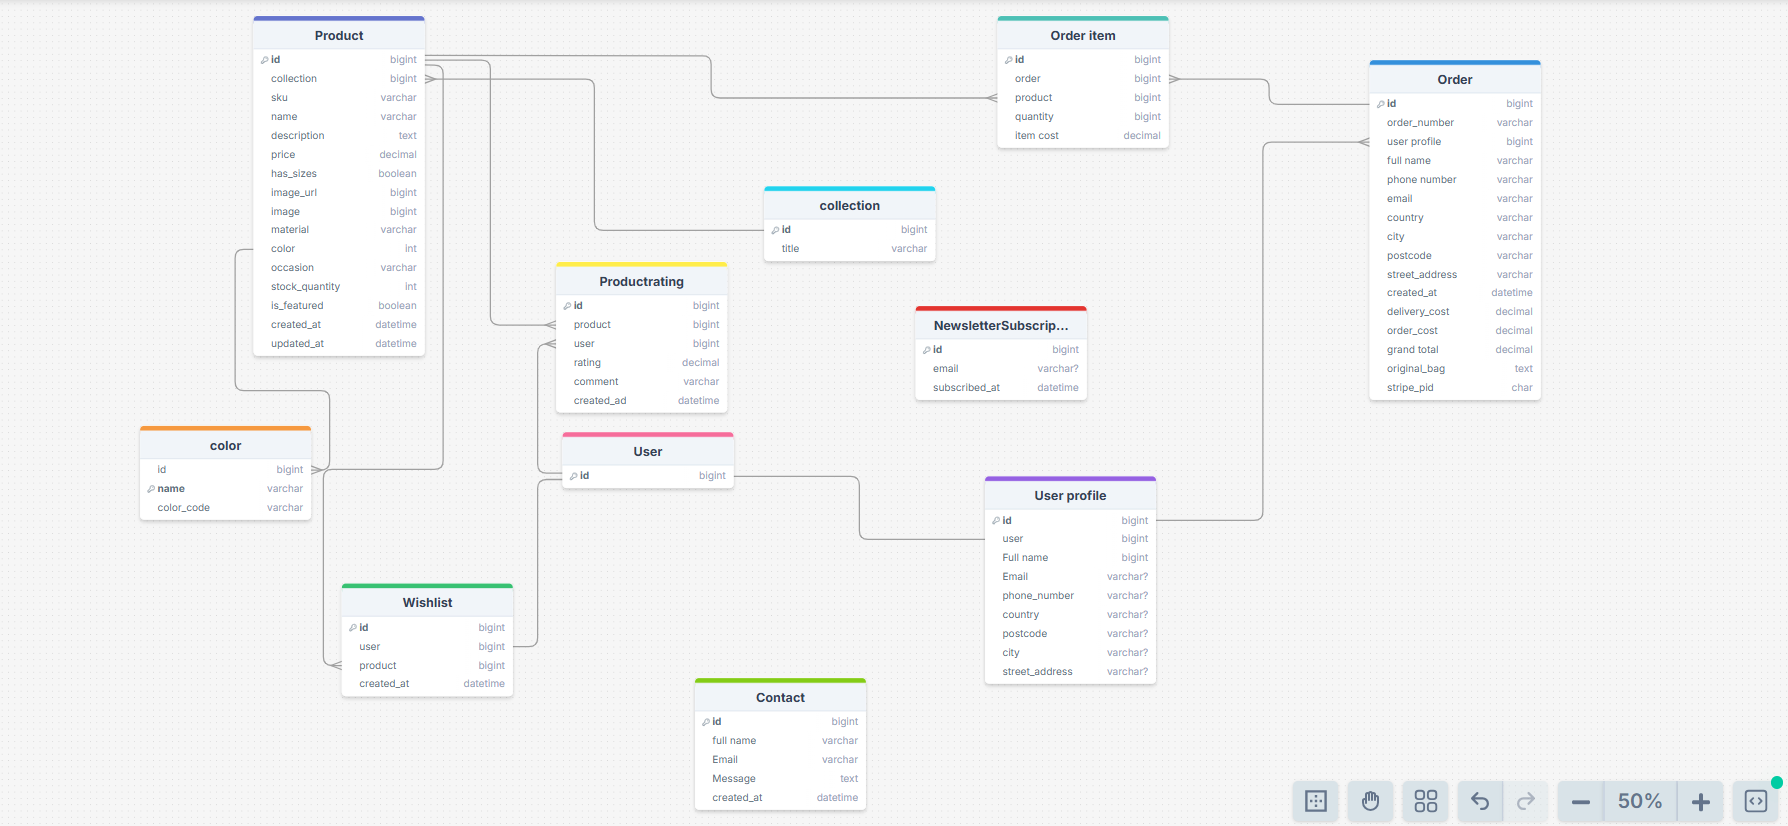 Product
id bigint
collection bigint
sku varchar
name varchar
description text
price decimal
has_sizes boolean
image_url bigint
image bigint
material varchar
color int
occasion varchar
stock_quantity int
is_featured boolean
created_at datetime
updated_at datetime
Order item
id bigint
order bigint
product bigint
quantity bigint
item cost decimal
Order
id bigint
order_number varchar
user profile bigint
full name varchar
phone number varchar
email varchar
country varchar
city varchar
postcode varchar
street_address varchar
created_at datetime
delivery_cost decimal
order_cost decimal
grand total decimal
original_bag text
stripe_pid char
collection
id bigint
title varchar
Productrating
id bigint
product bigint
user bigint
rating decimal
comment varchar
created_ad datetime
NewsletterSubscrip...
id bigint
email varchar?
subscribed_at datetime
color
id bigint
name varchar
color_code varchar
User
id bigint
User profile
id bigint
user bigint
Full name bigint
Email varchar?
phone_number varchar?
country varchar?
postcode varchar?
city varchar?
street_address varchar?
Wishlist
id bigint
user bigint
product bigint
created_at datetime
Contact
id bigint
full name varchar
Email varchar
Message text
created_at datetime
50%